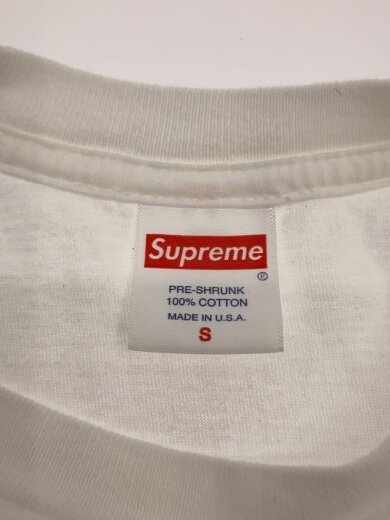 Supreme
®
PRE-SHRUNK
100% COTTON
MADE IN U.S.A.
S